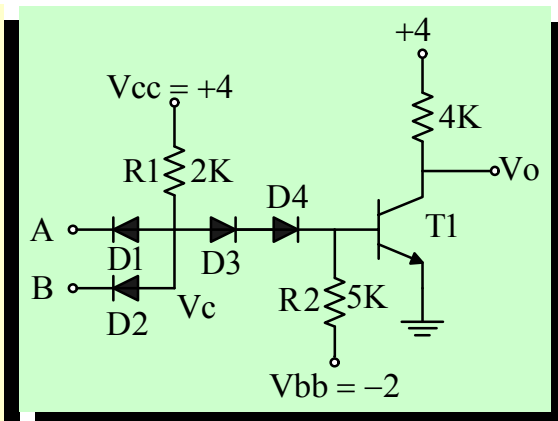 +4
Vcc = +4
4K
R1 2K
Vo
D4
A
T1
D1
D3
B
Vc
R2 5K
D2
Vbb = −2